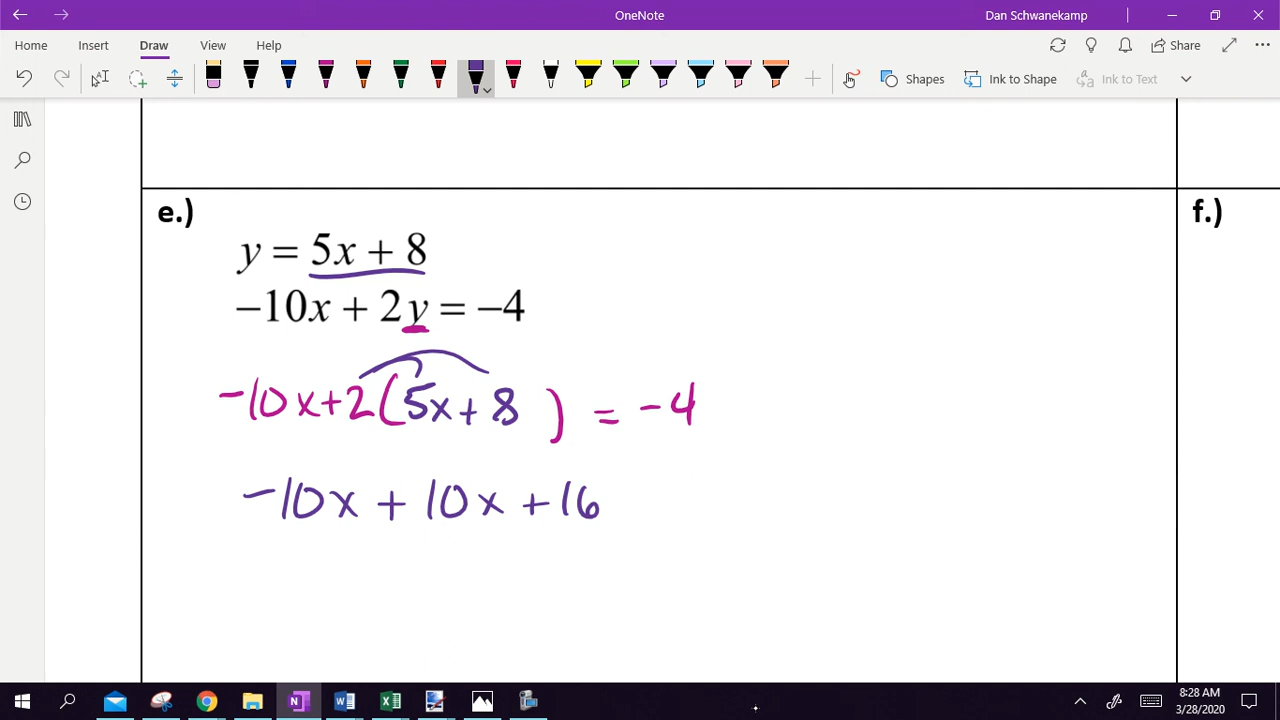 OneNote
Dan Schwanekamp
Home Insert Draw View Help
Share
Shapes Ink to Shape Ink to Text
e.)
f.)
y = 5x + 8
−10x + 2y = −4
-10x+2(5x+8) = -4
-10x + 10x + 16
8:28 AM
3/28/2020